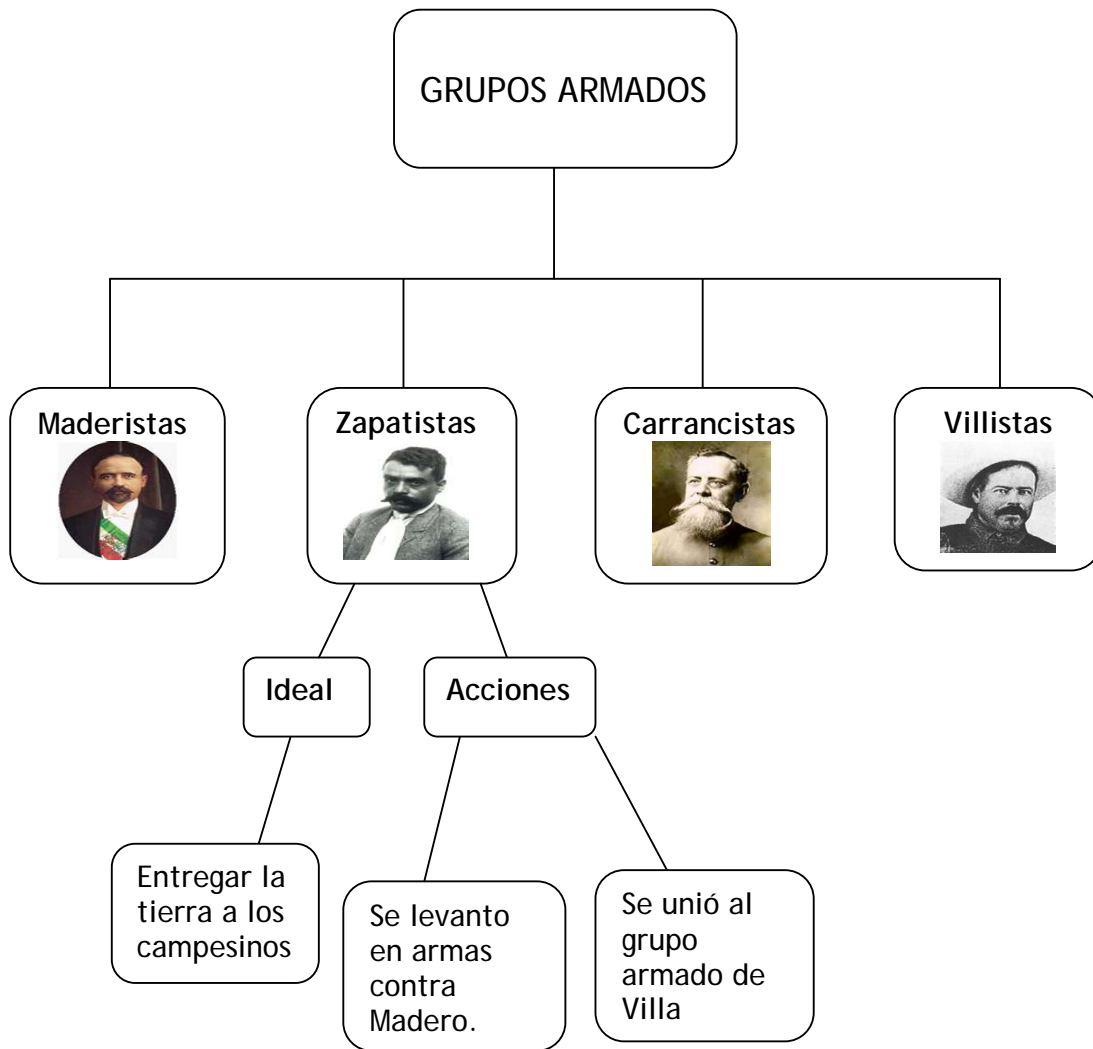 GRUPOS ARMADOS
Maderistas
Zapatistas
Carrancistas
Villistas
Ideal
Acciones
Entregar la
tierra a los
campesinos
Se levanto
en armas
contra
Madero.
Se unió al
grupo
armado de
Villa